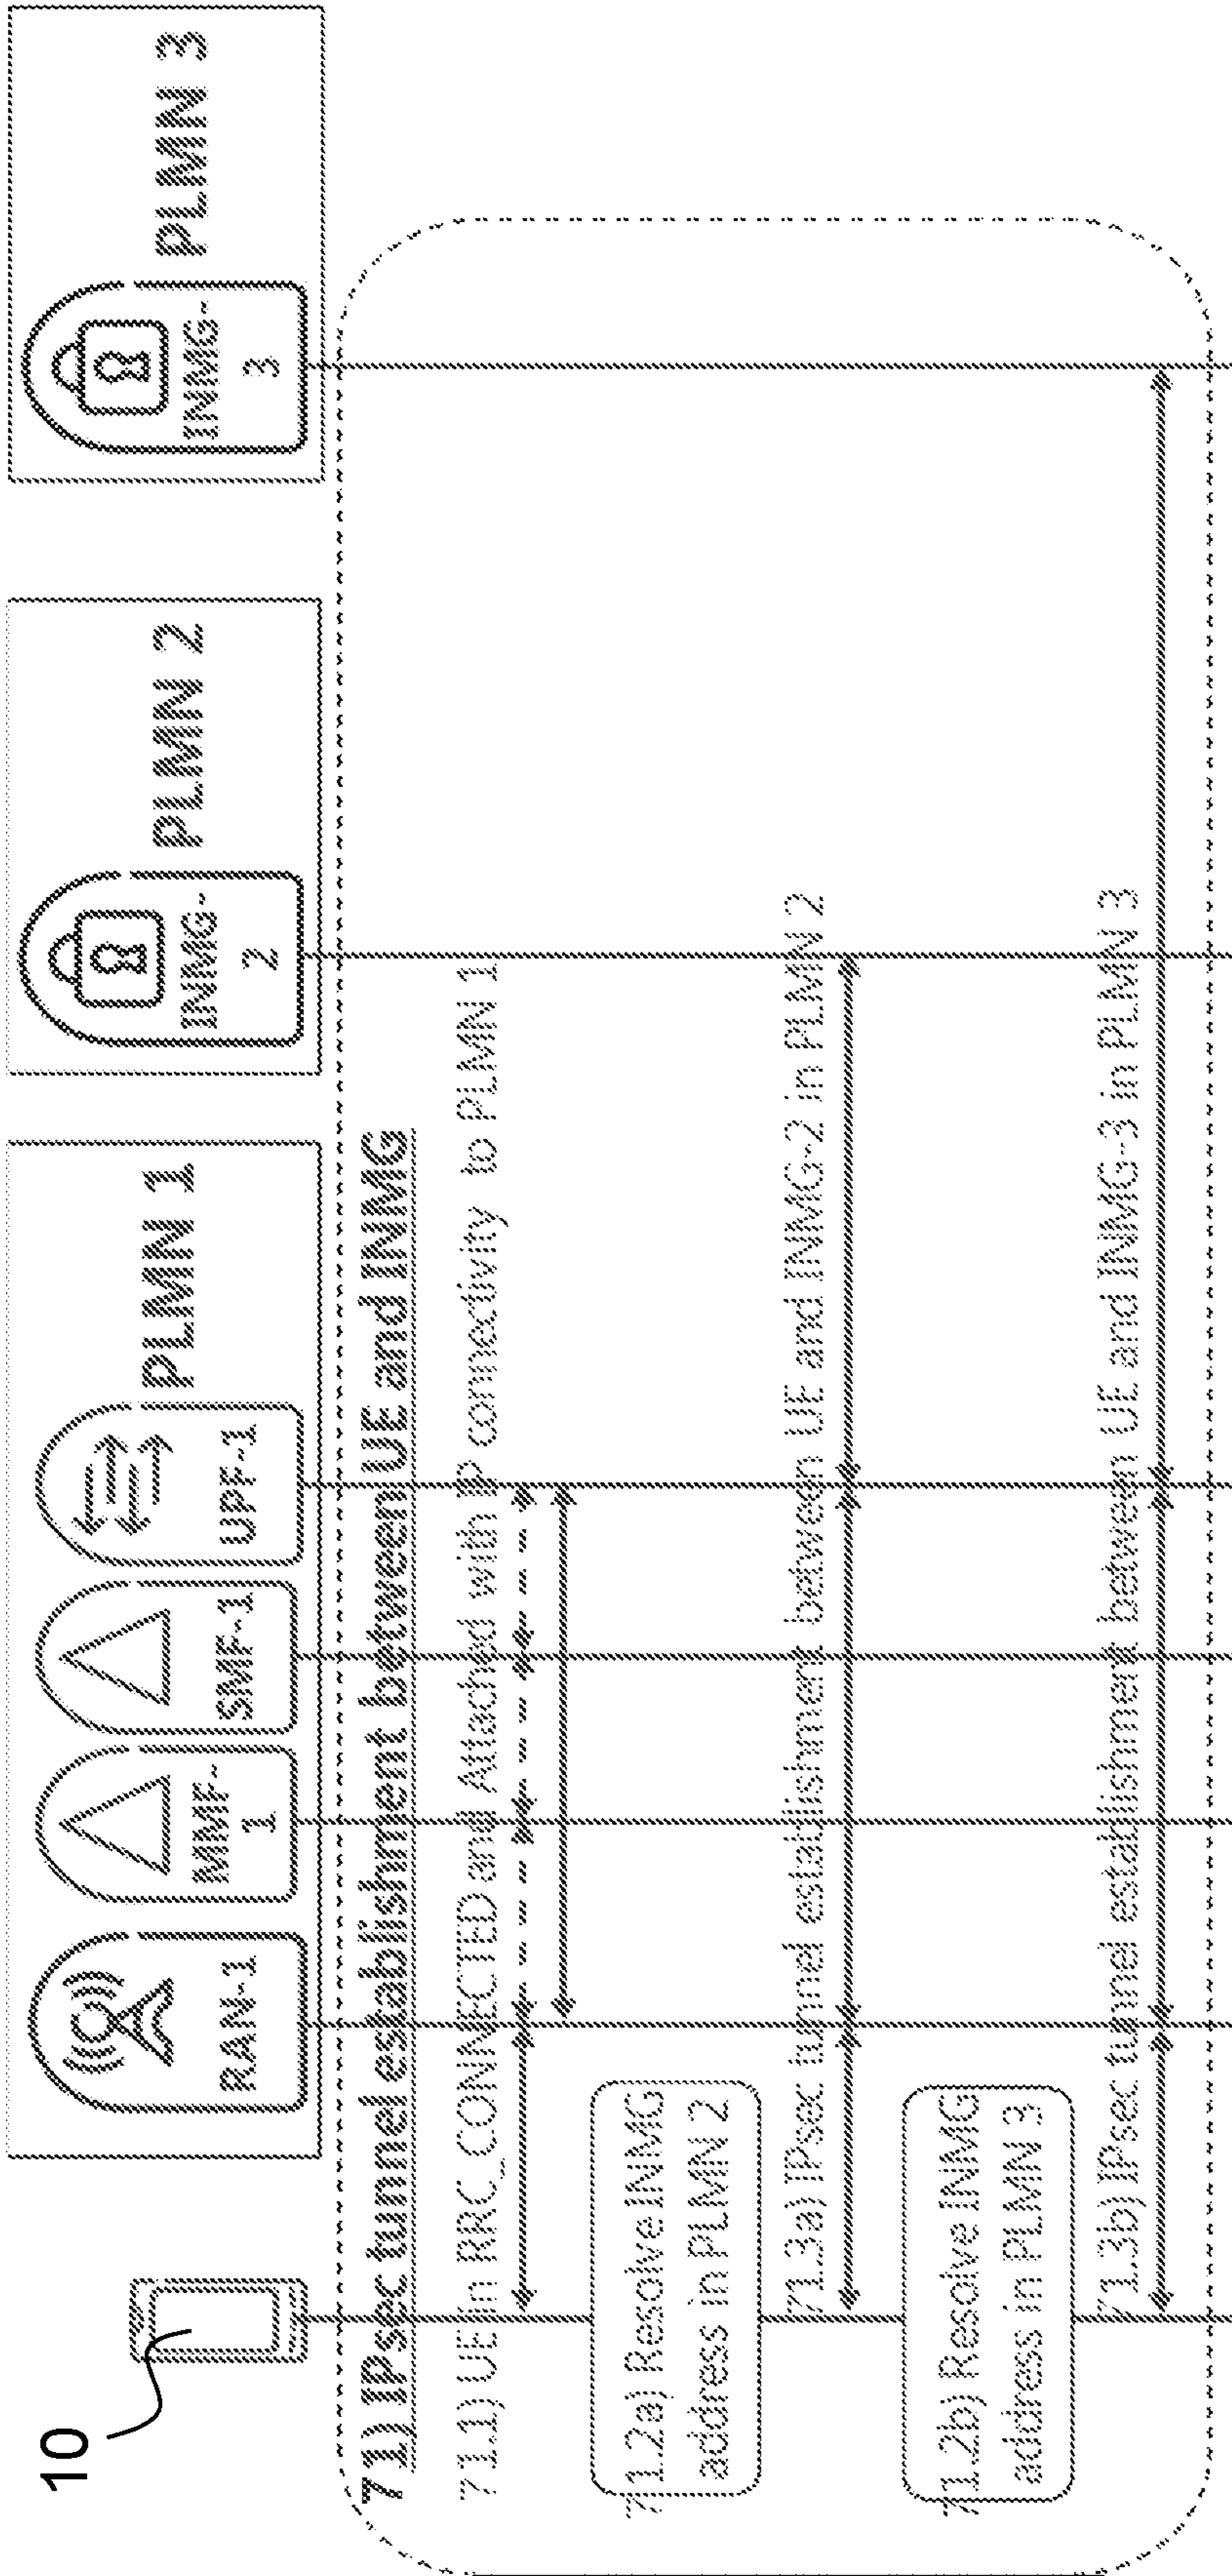 10
RAN-1
MMF-
1
SMF-1
UPF-1
PLMN 1
INMG-
2
PLMN 2
INMG-
3
PLMN 3
71) IPsec tunnel establishment between UE and INMG
71.1) UE in RRC_CONNECTED and Attached with IP connectivity to PLMN 1
71.2a) Resolve INMG
address in PLMN 2
71.3a) IPsec tunnel establishment between UE and INMG-2 in PLMN 2
71.2b) Resolve INMG
address in PLMN 3
71.3b) IPsec tunnel establishment between UE and INMG-3 in PLMN 3